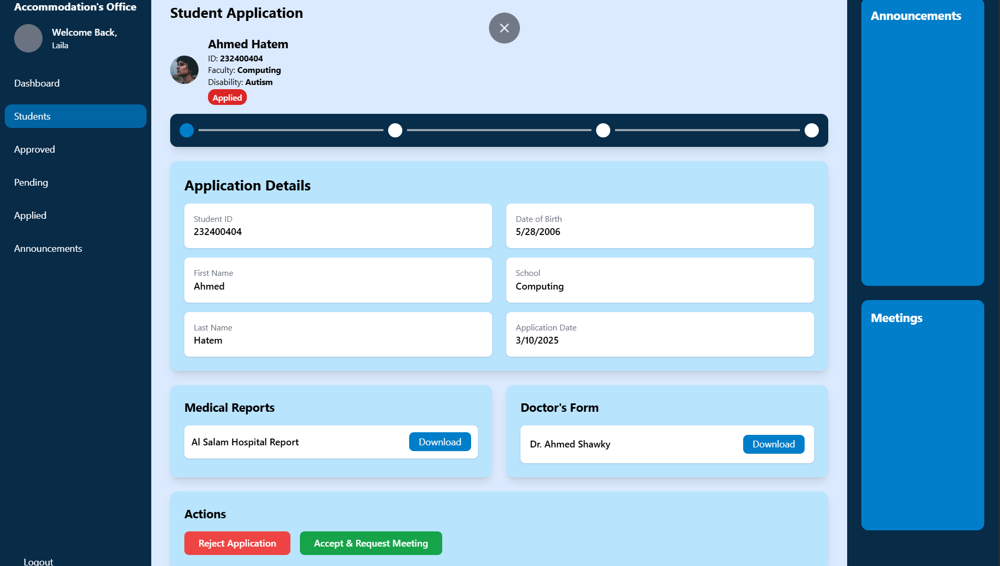 Accommodation's Office
Welcome Back,
Laila
Dashboard
Students
Approved
Pending
Applied
Announcements
Logout
Student Application
Ahmed Hatem
ID: 232400404
Faculty: Computing
Disability: Autism
Applied
Application Details
Student ID
232400404
Date of Birth
5/28/2006
First Name
Ahmed
School
Computing
Last Name
Hatem
Application Date
3/10/2025
Medical Reports
Al Salam Hospital Report
Download
Doctor's Form
Dr. Ahmed Shawky
Download
Actions
Reject Application
Accept & Request Meeting
Announcements
Meetings